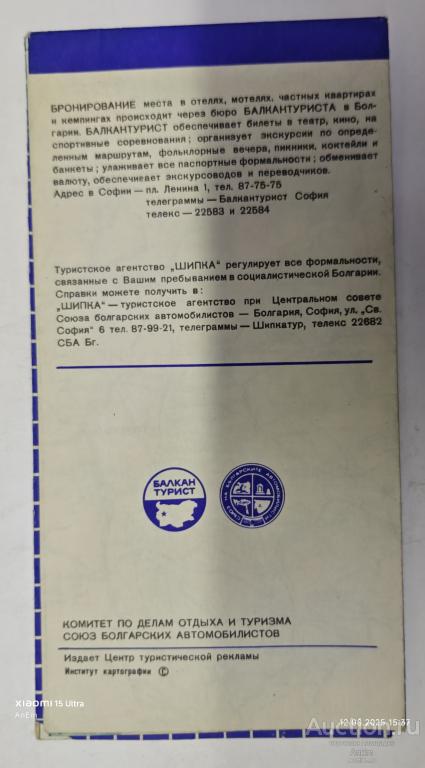 БРОНИРОВАНИЕ места в отелях, мотелях, частных квартирах
и кемпингах происходит через бюро БАЛКАНТУРИСТА в Бол-
гарии. БАЛКАНТУРИСТ обеспечивает билеты в театр, кино, на
спортивные соревнования; организует экскурсии по опреде-
ленным маршрутам, фольклорные вечера, пикники, коктейли и
банкеты; улаживает все паспортные формальности; обменивает
валюту, обеспечивает экскурсоводов и переводчиков.
Адрес в Софии — пл. Ленина 1, тел. 87-75-75
телеграммы — Балкантурист София
телекс — 22583 и 22584
Туристское агентство „ШИПКА“ регулирует все формальности,
связанные с Вашим пребыванием в социалистической Болгарии.
Справки можете получить в:
„ШИПКА“ — туристское агентство при Центральном совете
Союза болгарских автомобилистов — Болгария, София, ул. „Св.
София“ 6 тел. 87-99-21, телеграммы — Шипкатур, телекс 22682
СБА Бг.
БАЛКАН
ТУРИСТ
СЪЮЗ НА БЪЛГАРСКИТЕ АВТОМОБИЛИСТИ
КОМИТЕТ ПО ДЕЛАМ ОТДЫХА И ТУРИЗМА
СОЮЗ БОЛГАРСКИХ АВТОМОБИЛИСТОВ
Издает Центр туристической рекламы
Институт картографии ©
xiaomi 15 Ultra
AnEm
12.08.2025 15:37
Auction.ru